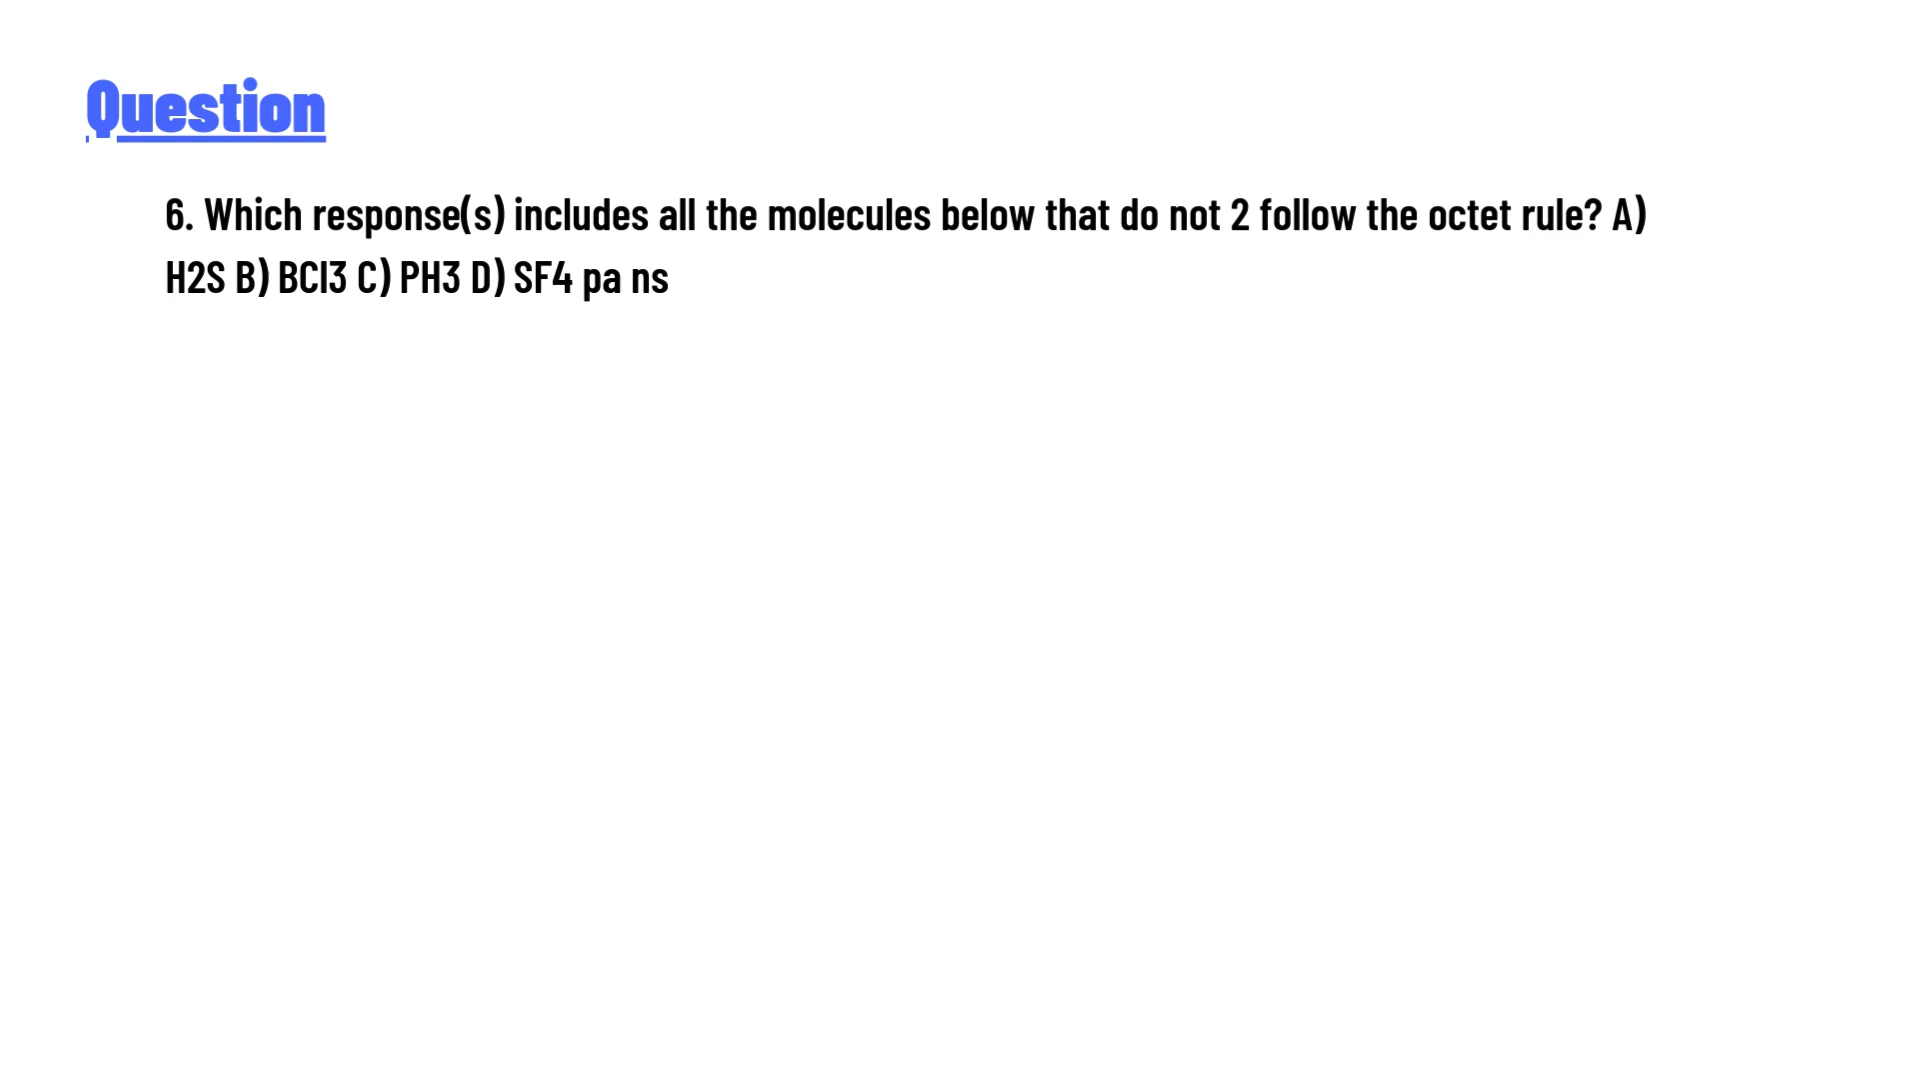 Question
6. Which response(s) includes all the molecules below that do not 2 follow the octet rule? A)
H2S B) BCl3 C) PH3 D) SF4 pa ns